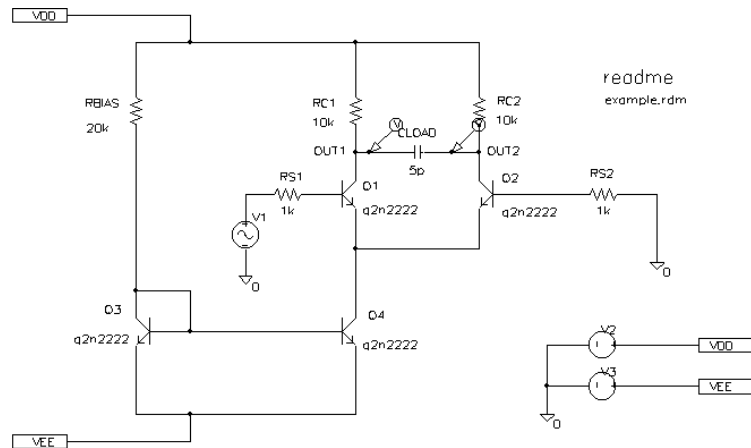 VDD
RBIAS
20k
RC1
10k
RC2
10k
CLOAD
5p
V
V
OUT1
OUT2
readme
example.rdm
RS1
1k
V1
0
Q1
q2n2222
Q2
q2n2222
RS2
1k
0
Q3
q2n2222
Q4
q2n2222
V2
VDD
V3
VEE
0
VEE